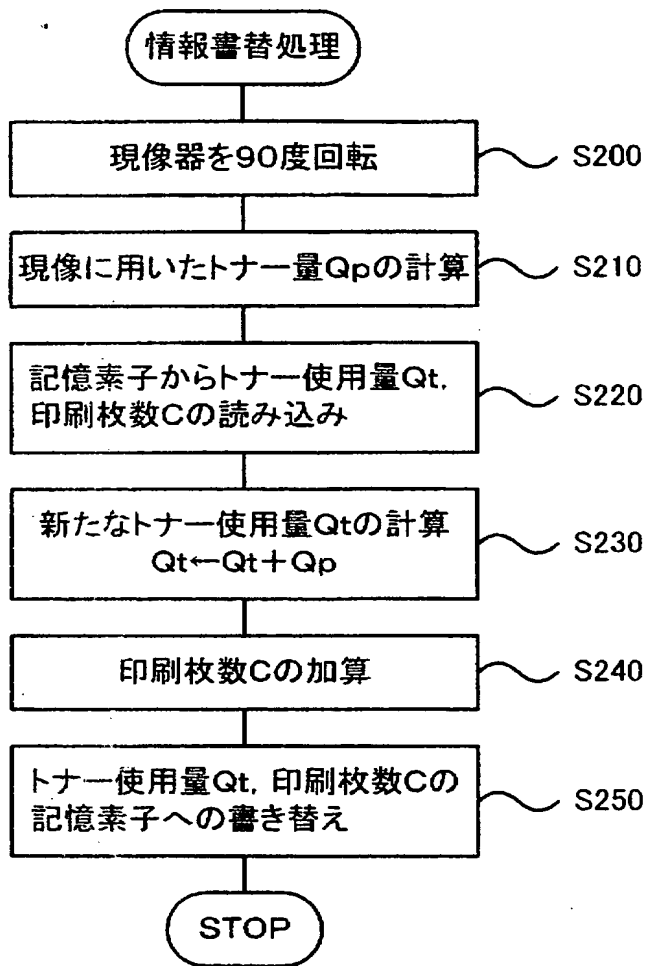 情報書替処理
現像器を90度回転
S200
現像に用いたトナー量Qpの計算
S210
記憶素子からトナー使用量Qt,
印刷枚数Cの読み込み
S220
新たなトナー使用量Qtの計算
Qt←Qt＋Qp
S230
印刷枚数Cの加算
S240
トナー使用量Qt, 印刷枚数Cの
記憶素子への書き替え
S250
STOP